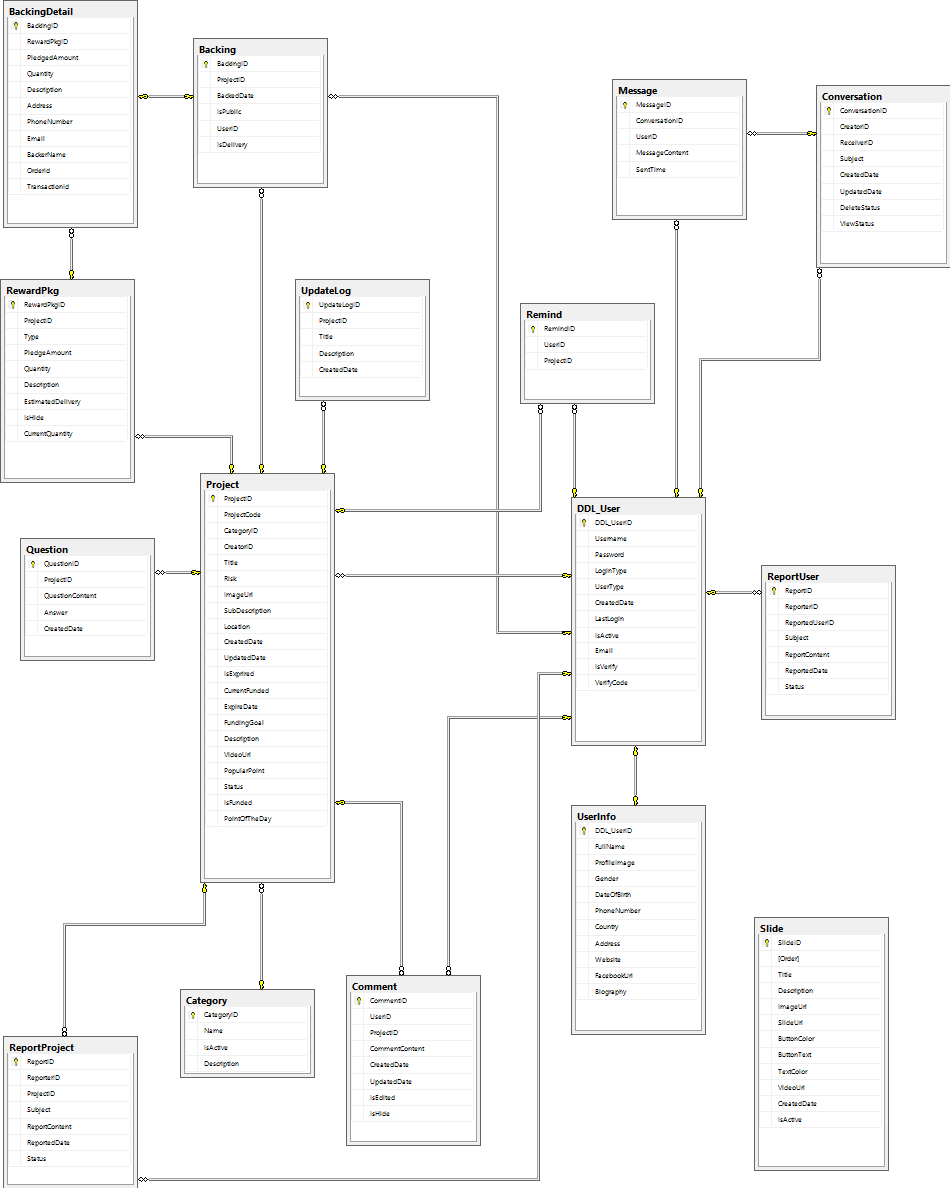 BackingDetail
BackingID
RewardPkgID
PledgedAmount
Quantity
Description
Address
PhoneNumber
Email
BackerName
OrderId
TransactionId
Backing
BackingID
ProjectID
BackedDate
IsPublic
UserID
IsDelivery
Message
MessageID
ConversationID
UserID
MessageContent
SentTime
Conversation
ConversationID
CreatorID
ReceiverID
Subject
CreatedDate
UpdatedDate
DeleteStatus
ViewStatus
RewardPkg
RewardPkgID
ProjectID
Type
PledgeAmount
Quantity
Description
EstimatedDelivery
IsHide
CurrentQuantity
UpdateLog
UpdateLogID
ProjectID
Title
Description
CreatedDate
Remind
RemindID
UserID
ProjectID
Project
ProjectID
ProjectCode
CategoryID
CreatorID
Title
Risk
ImageUrl
SubDescription
Location
CreatedDate
UpdatedDate
IsExprired
CurrentFunded
ExpireDate
FundingGoal
Description
VideoUrl
PopularPoint
Status
IsFunded
PointOfTheDay
DDL_User
DDL_UserID
Username
Password
LoginType
UserType
CreatedDate
LastLogin
IsActive
Email
IsVerify
VerifyCode
Question
QuestionID
ProjectID
QuestionContent
Answer
CreatedDate
ReportUser
ReportID
ReporterID
ReportedUserID
Subject
ReportContent
ReportedDate
Status
UserInfo
DDL_UserID
FullName
ProfileImage
Gender
DateOfBirth
PhoneNumber
Country
Address
Website
FacebookUrl
Biography
Slide
SlideID
[Order]
Title
Description
ImageUrl
SlideUrl
ButtonColor
ButtonText
TextColor
VideoUrl
CreatedDate
IsActive
Comment
CommentID
UserID
ProjectID
CommentContent
CreatedDate
UpdatedDate
IsEdited
IsHide
Category
CategoryID
Name
IsActive
Description
ReportProject
ReportID
ReporterID
ProjectID
Subject
ReportContent
ReportedDate
Status